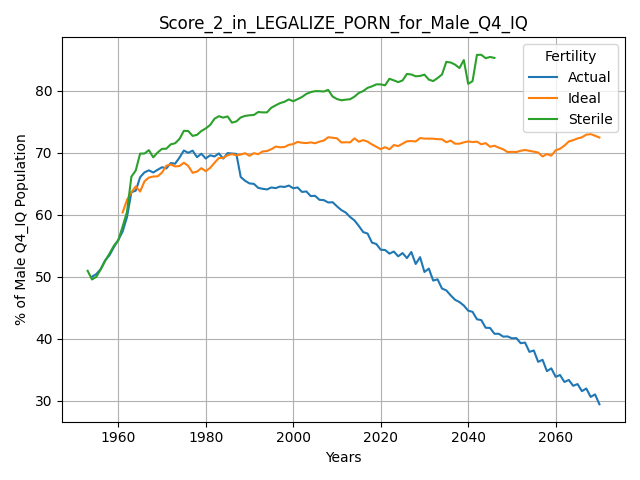 Score_2_in_LEGALIZE_PORN_for_Male_Q4_IQ
Fertility
Actual
Ideal
Sterile
% of Male Q4_IQ Population
80
70
60
50
40
30
1960 1980 2000 2020 2040 2060
Years